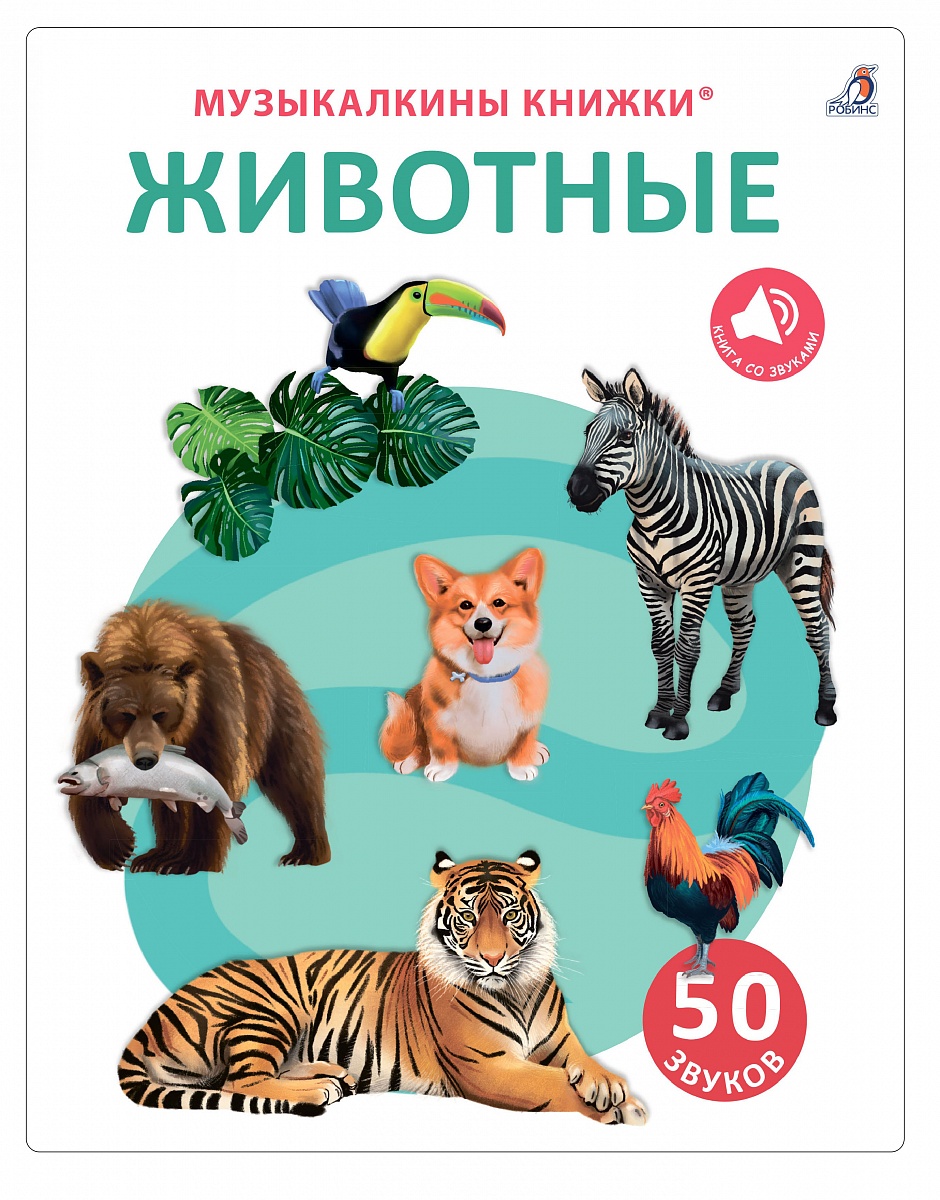 МУЗЫКАЛКИНЫ КНИЖКИ®
РОБИНС
ЖИВОТНЫЕ
КНИГА СО ЗВУКАМИ
50
ЗВУКОВ